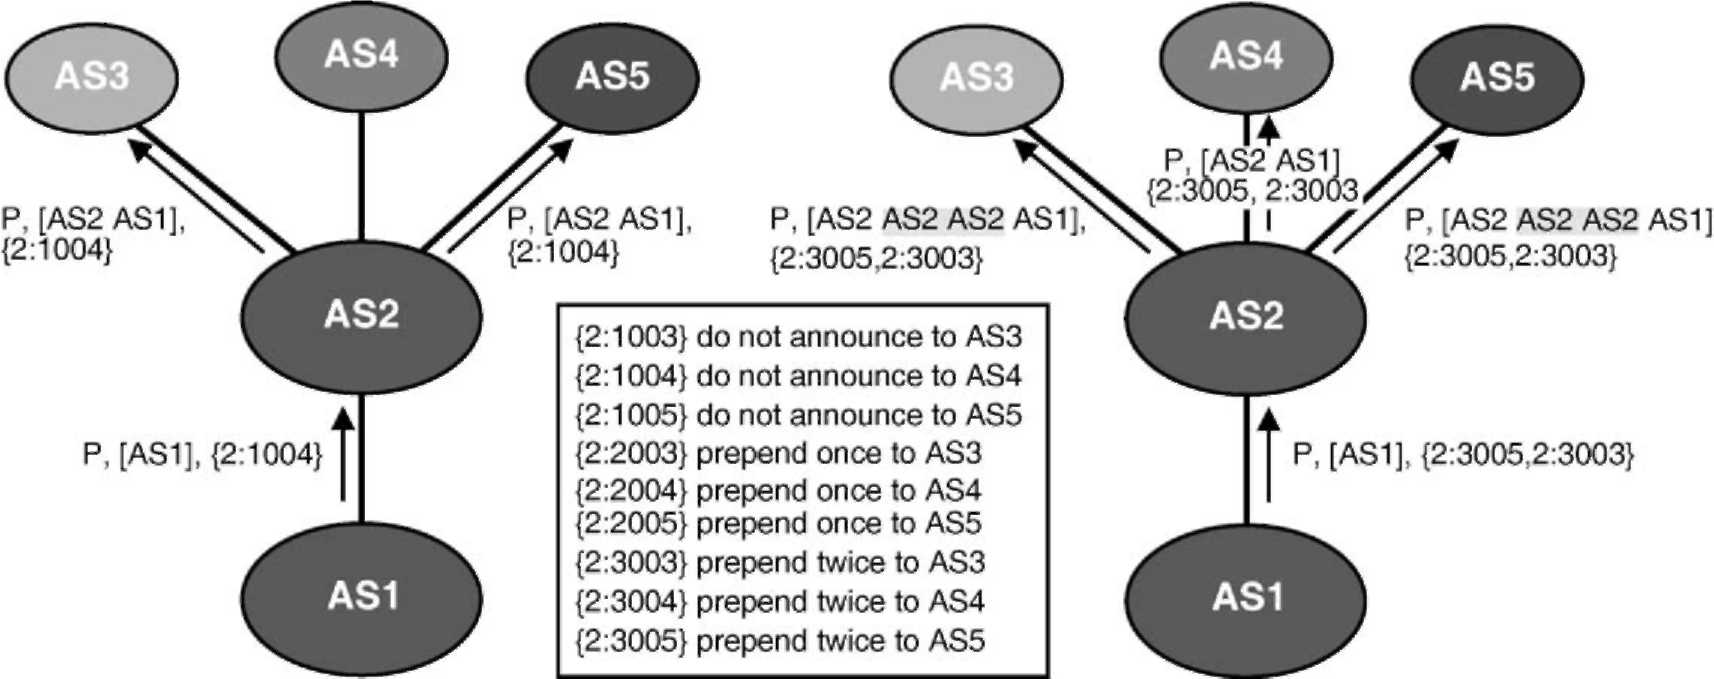 AS3
AS4
AS5
P, [AS2 AS1],
{2:1004}
P, [AS2 AS1],
{2:1004}
AS2
P, [AS1], {2:1004}
AS1
{2:1003} do not announce to AS3
{2:1004} do not announce to AS4
{2:1005} do not announce to AS5
{2:2003} prepend once to AS3
{2:2004} prepend once to AS4
{2:2005} prepend once to AS5
{2:3003} prepend twice to AS3
{2:3004} prepend twice to AS4
{2:3005} prepend twice to AS5
AS3
AS4
AS5
P, [AS2 AS1]
{2:3005, 2:3003
P, [AS2 AS2 AS2 AS1],
{2:3005,2:3003}
P, [AS2 AS2 AS2 AS1]
{2:3005,2:3003}
AS2
P, [AS1], {2:3005,2:3003}
AS1